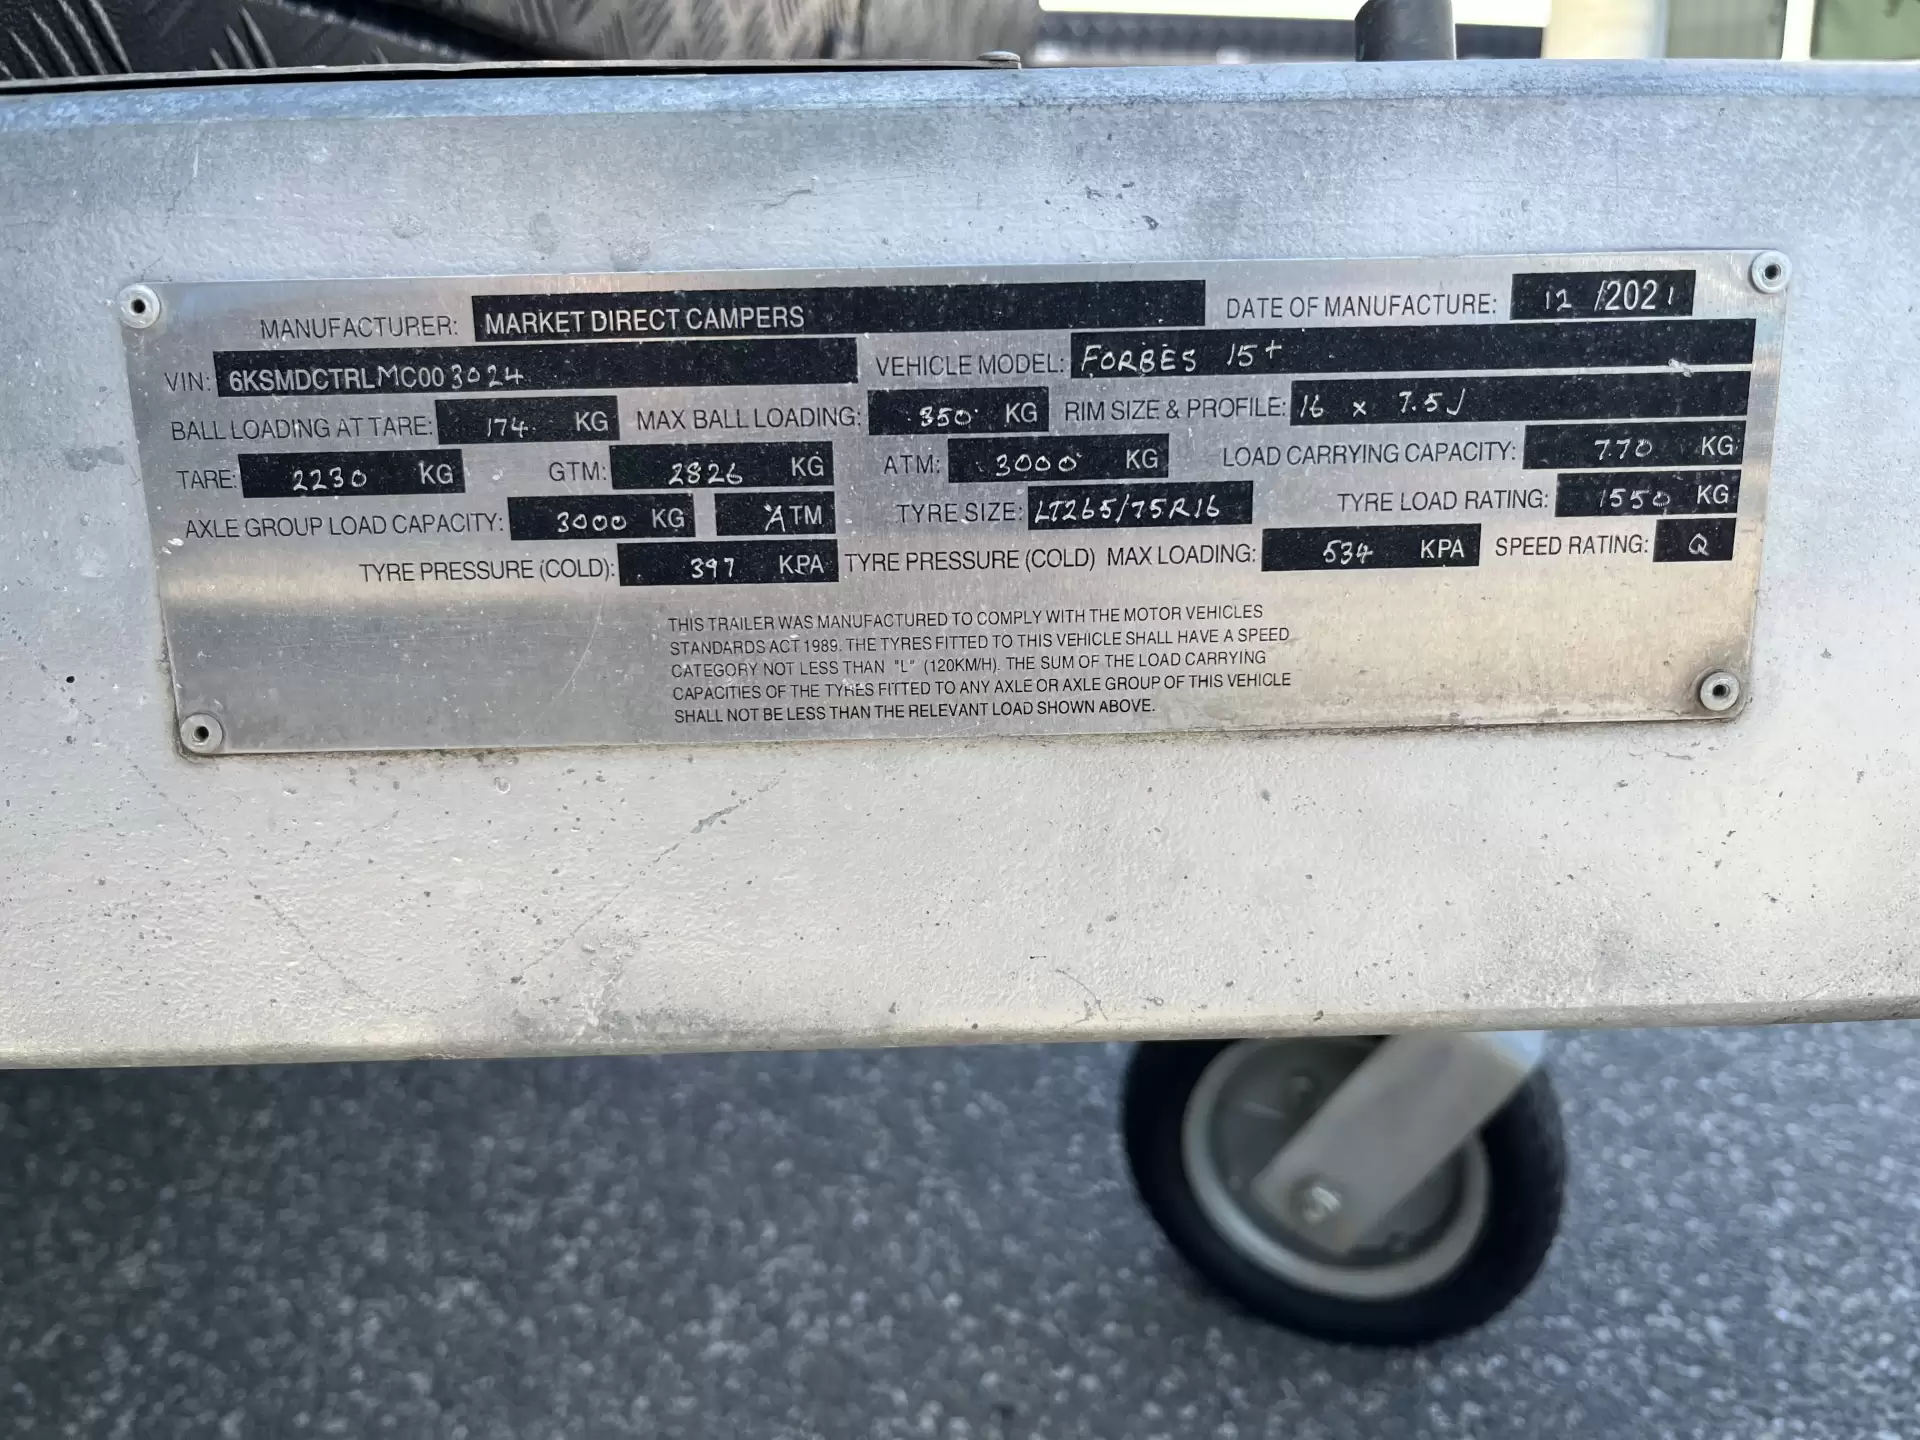 MANUFACTURER: MARKET DIRECT CAMPERS DATE OF MANUFACTURE: 12 /2021
VIN: 6KSMDCTRLMC003024 VEHICLE MODEL: FORBES 15+
BALL LOADING AT TARE: 174 KG MAX BALL LOADING: 350 KG RIM SIZE & PROFILE: 16 x 7.5J
TARE: 2230 KG GTM: 2826 KG ATM: 3000 KG LOAD CARRYING CAPACITY: 770 KG
AXLE GROUP LOAD CAPACITY: 3000 KG ATM TYRE SIZE: LT265/75R16 TYRE LOAD RATING: 1550 KG
TYRE PRESSURE (COLD): 397 KPA TYRE PRESSURE (COLD) MAX LOADING: 534 KPA SPEED RATING: Q
THIS TRAILER WAS MANUFACTURED TO COMPLY WITH THE MOTOR VEHICLES
STANDARDS ACT 1989. THE TYRES FITTED TO THIS VEHICLE SHALL HAVE A SPEED
CATEGORY NOT LESS THAN "L" (120KM/H). THE SUM OF THE LOAD CARRYING
CAPACITIES OF THE TYRES FITTED TO ANY AXLE OR AXLE GROUP OF THIS VEHICLE
SHALL NOT BE LESS THAN THE RELEVANT LOAD SHOWN ABOVE.